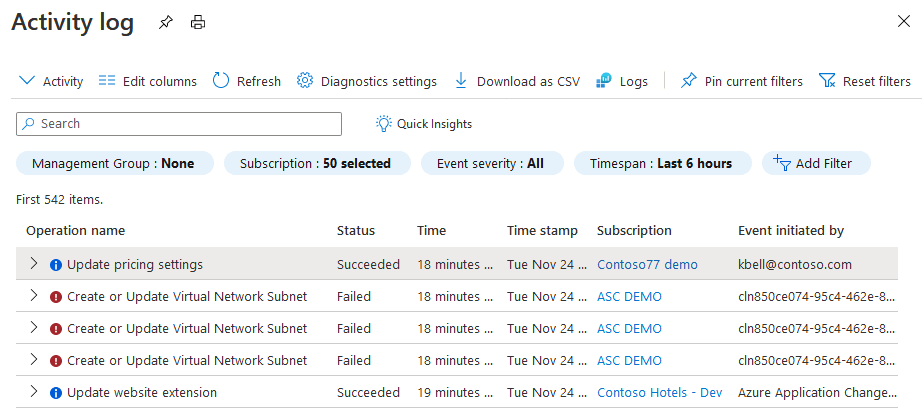 Activity log
Activity Edit columns Refresh Diagnostics settings Download as CSV Logs Pin current filters Reset filters
Search Quick Insights
Management Group : None Subscription : 50 selected Event severity : All Timespan : Last 6 hours Add Filter
First 542 items.
Operation name Status Time Time stamp Subscription Event initiated by
Update pricing settings Succeeded 18 minutes ... Tue Nov 24 ... Contoso77 demo kbell@contoso.com
Create or Update Virtual Network Subnet Failed 18 minutes ... Tue Nov 24 ... ASC DEMO cln850ce074-95c4-462e-8...
Create or Update Virtual Network Subnet Failed 18 minutes ... Tue Nov 24 ... ASC DEMO cln850ce074-95c4-462e-8...
Create or Update Virtual Network Subnet Failed 18 minutes ... Tue Nov 24 ... ASC DEMO cln850ce074-95c4-462e-8...
Update website extension Succeeded 19 minutes ... Tue Nov 24 ... Contoso Hotels - Dev Azure Application Change...